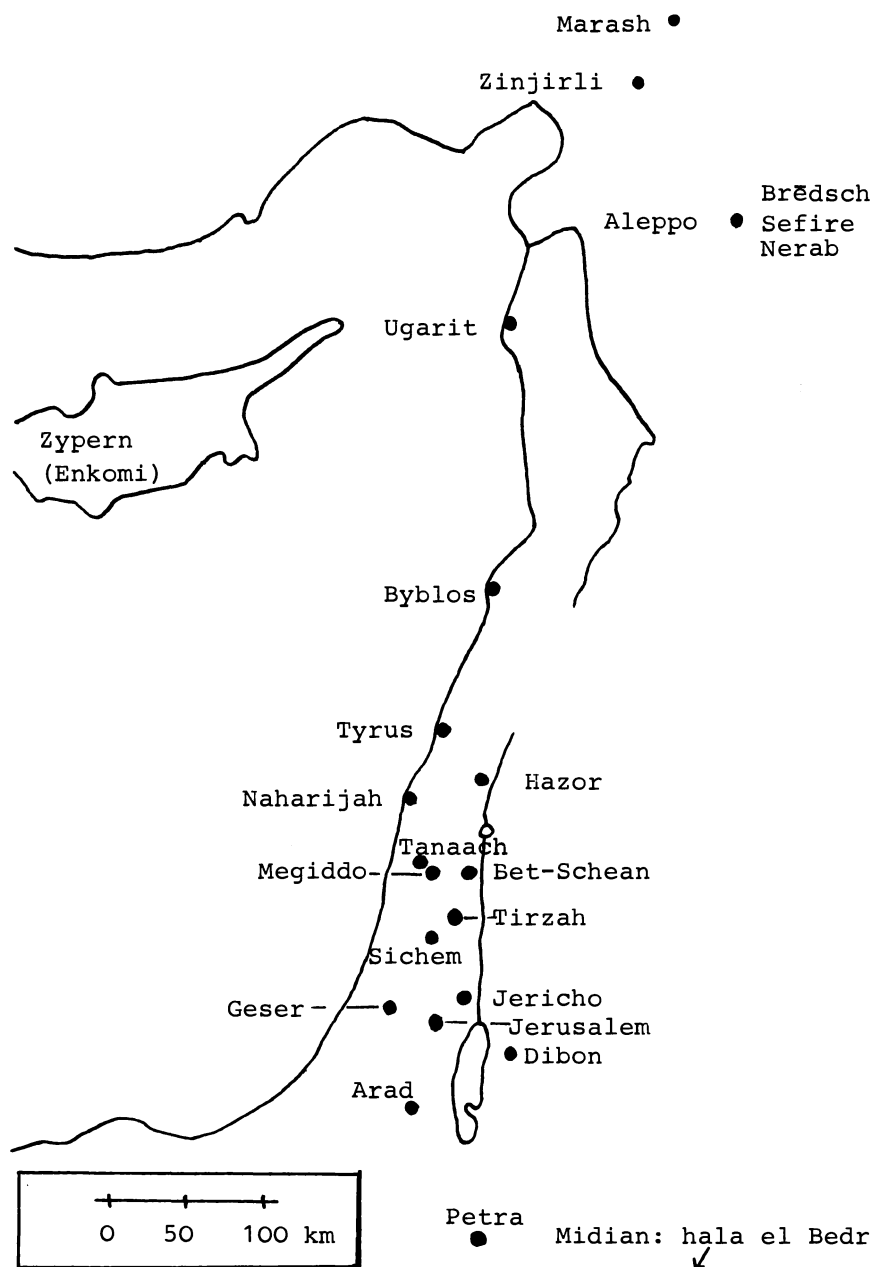 Marash
Zinjirli
Brēdsch
Aleppo
Sefire
Nerab
Ugarit
Zypern
(Enkomi)
Byblos
Tyrus
Hazor
Naharijah
Tanaach
Megiddo
Bet-Schean
Tirzah
Sichem
Jericho
Geser
Jerusalem
Dibon
Arad
0 50 100 km
Petra
Midian: hala el Bedr